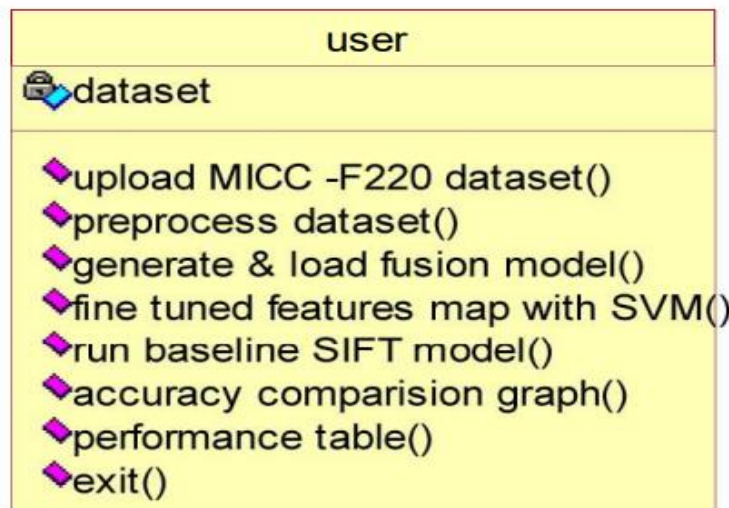 user
dataset
upload MICC -F220 dataset()
preprocess dataset()
generate & load fusion model()
fine tuned features map with SVM()
run baseline SIFT model()
accuracy comparision graph()
performance table()
exit()